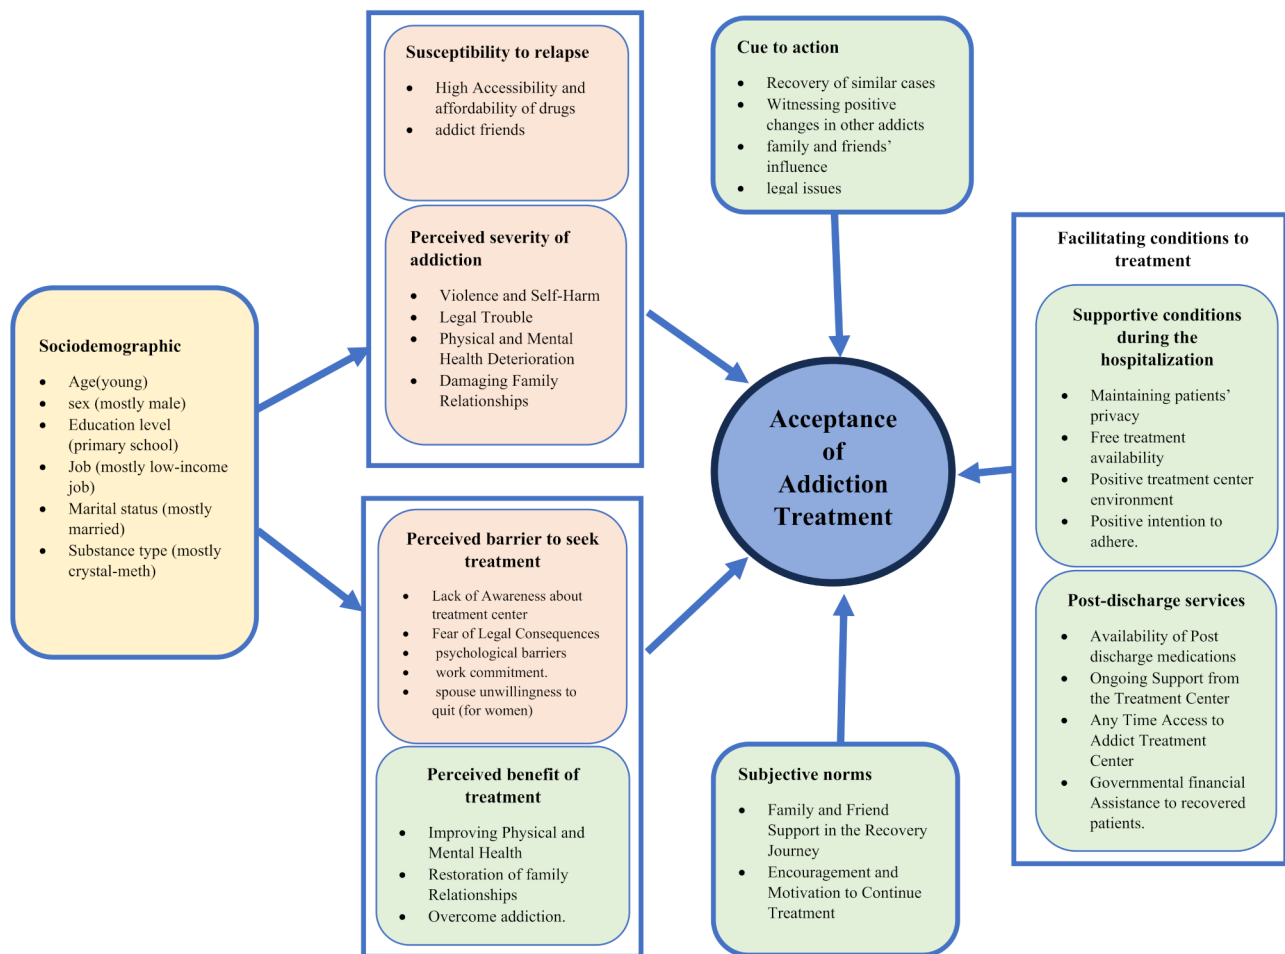 Sociodemographic
• Age(young)
• sex (mostly male)
• Education level
(primary school)
• Job (mostly low-income
job)
• Marital status (mostly
married)
• Substance type (mostly
crystal-meth)
Susceptibility to relapse
• High Accessibility and
affordability of drugs
• addict friends
Perceived severity of
addiction
• Violence and Self-Harm
• Legal Trouble
• Physical and Mental
Health Deterioration
• Damaging Family
Relationships
Perceived barrier to seek
treatment
• Lack of Awareness about
treatment center
• Fear of Legal Consequences
• psychological barriers
• work commitment.
• spouse unwillingness to
quit (for women)
Perceived benefit of
treatment
• Improving Physical and
Mental Health
• Restoration of family
Relationships
• Overcome addiction.
Cue to action
• Recovery of similar cases
• Witnessing positive
changes in other addicts
• family and friends’
influence
• legal issues
Acceptance
of
Addiction
Treatment
Subjective norms
• Family and Friend
Support in the Recovery
Journey
• Encouragement and
Motivation to Continue
Treatment
Facilitating conditions to
treatment
Supportive conditions
during the
hospitalization
• Maintaining patients’
privacy
• Free treatment
availability
• Positive treatment center
environment
• Positive intention to
adhere.
Post-discharge services
• Availability of Post
discharge medications
• Ongoing Support from
the Treatment Center
• Any Time Access to
Addict Treatment
Center
• Governmental financial
Assistance to recovered
patients.